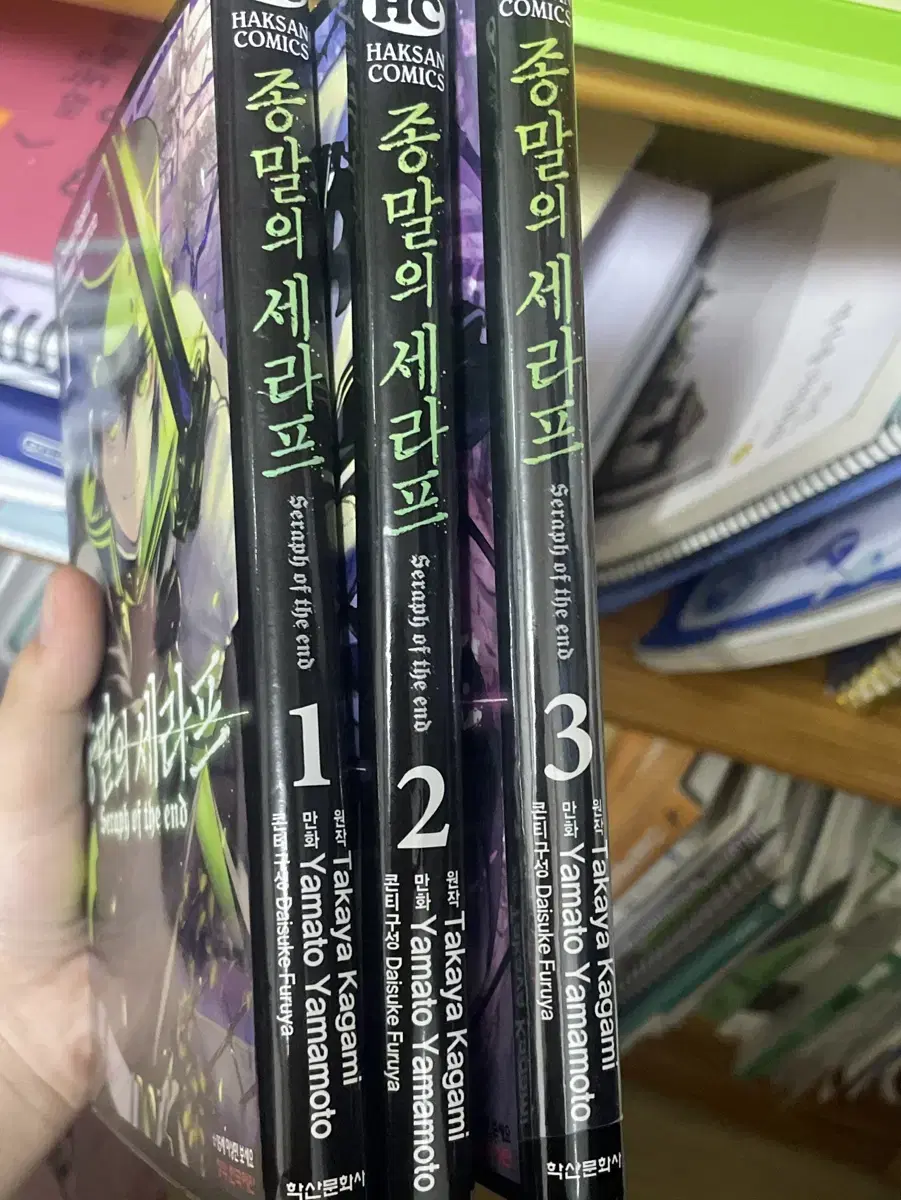 HAKSAN
COMICS
종말의 세라프
Seraph of the end
1
원작 Takaya Kagami
만화 Yamato Yamamoto
콘티구성 Daisuke Furuya
학산문화사
HC
HAKSAN
COMICS
종말의 세라프
Seraph of the end
2
원작 Takaya Kagami
만화 Yamato Yamamoto
콘티구성 Daisuke Furuya
COMICS
종말의 세라프
Seraph of the end
3
원작 Takaya Kagami
만화 Yamato Yamamoto
콘티구성 Daisuke Furuya
학산문화사
말의 세라프
Seraph of the end